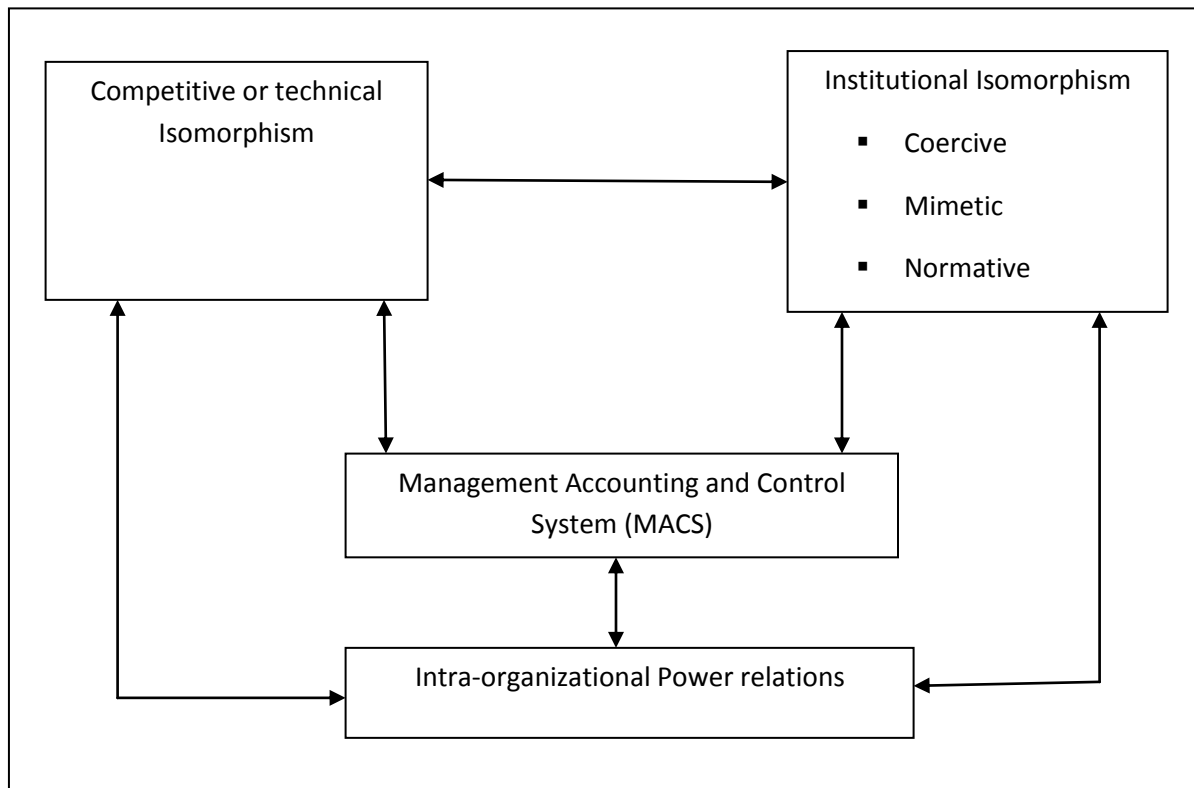 Competitive or technical
Isomorphism
Institutional Isomorphism
▪ Coercive
▪ Mimetic
▪ Normative
Management Accounting and Control
System (MACS)
Intra-organizational Power relations